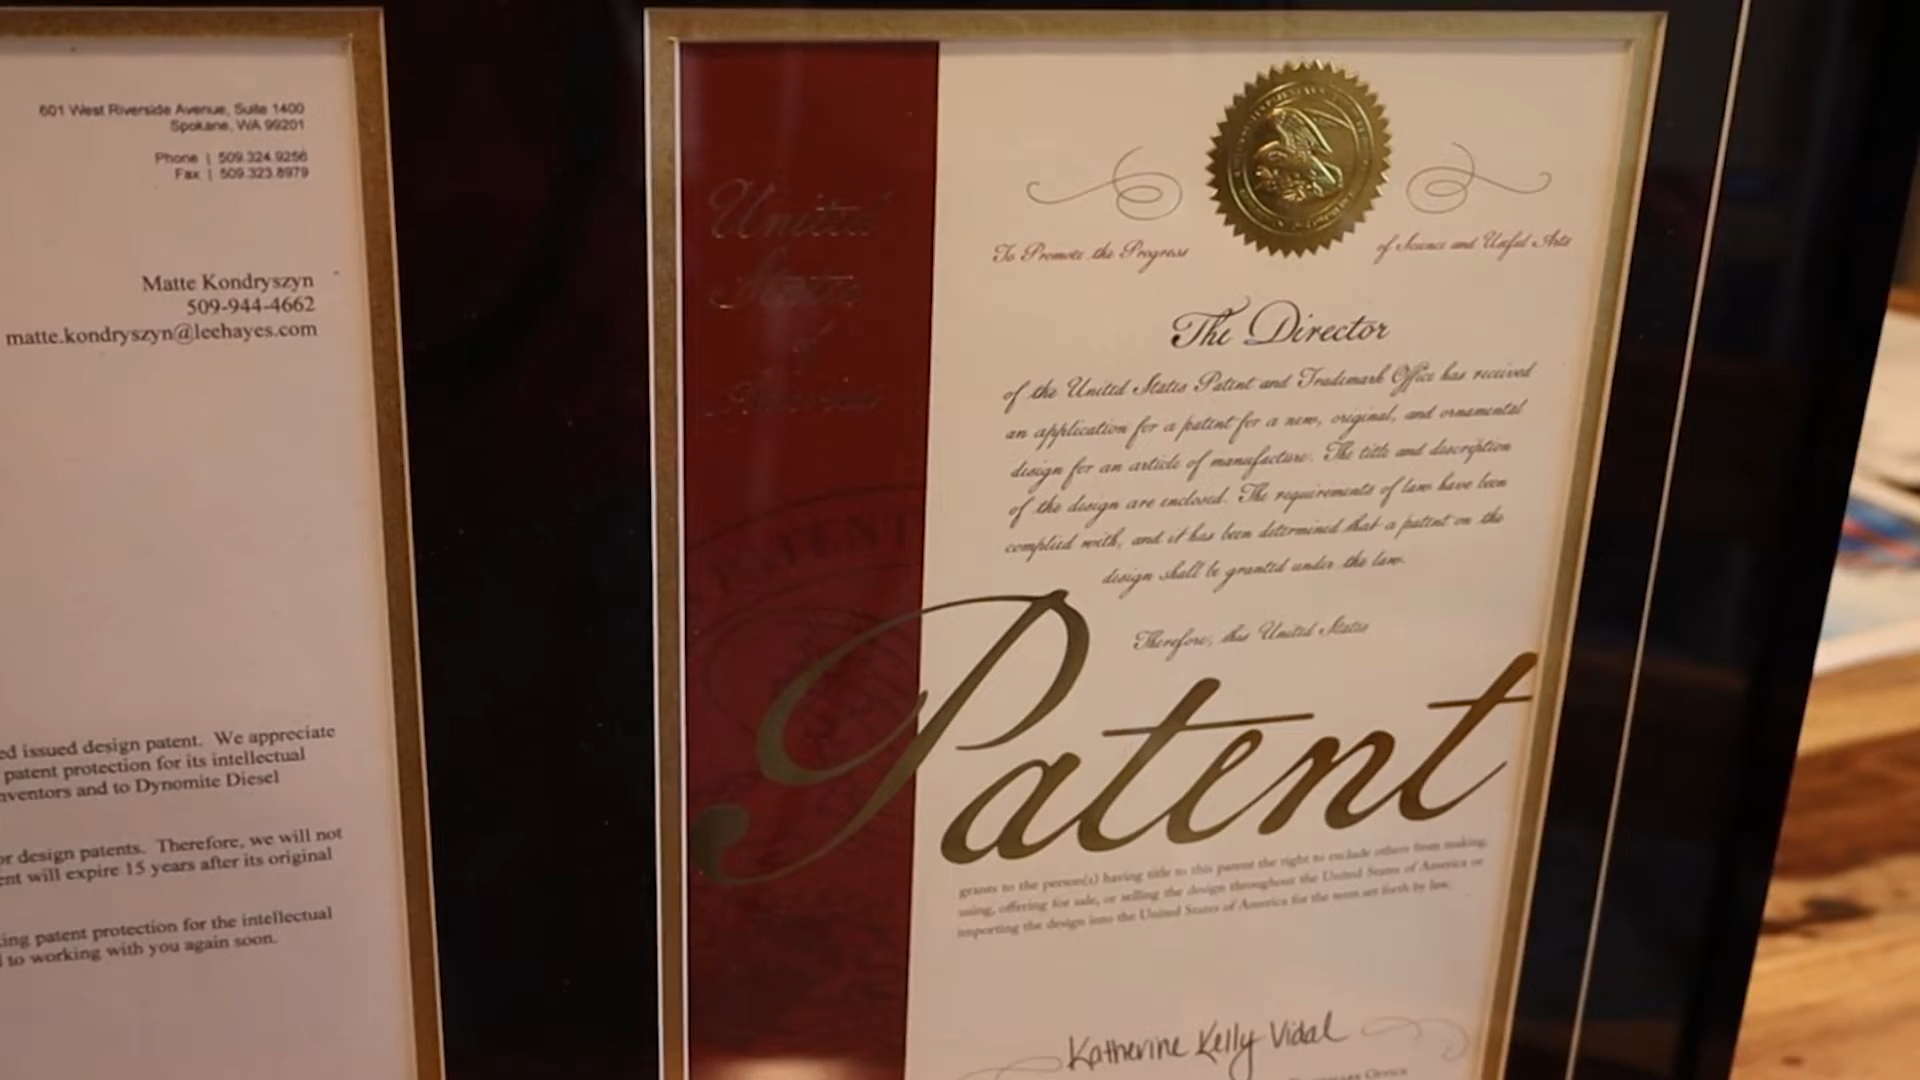 601 West Riverside Avenue, Suite 1400
Spokane, WA 99201
Phone | 509.324.9256
Fax | 509.323.8979
Matte Kondryszyn
509-944-4662
matte.kondryszyn@leehayes.com
ed issued design patent. We appreciate
patent protection for its intellectual
nventors and to Dynomite Diesel
or design patents. Therefore, we will not
ent will expire 15 years after its original
ing patent protection for the intellectual
to working with you again soon.
United
States
of
America
To Promote the Progress
of Science and Useful Arts
The Director
of the United States Patent and Trademark Office has received
an application for a patent for a new, original, and ornamental
design for an article of manufacture. The title and description
of the design are enclosed. The requirements of law have been
complied with, and it has been determined that a patent on the
design shall be granted under the law.
Therefore, this United States
Patent
grants to the person(s) having title to this patent the right to exclude others from making,
using, offering for sale, or selling the design throughout the United States of America or
importing the design into the United States of America for the term set forth by law.
Katherine Kelly Vidal